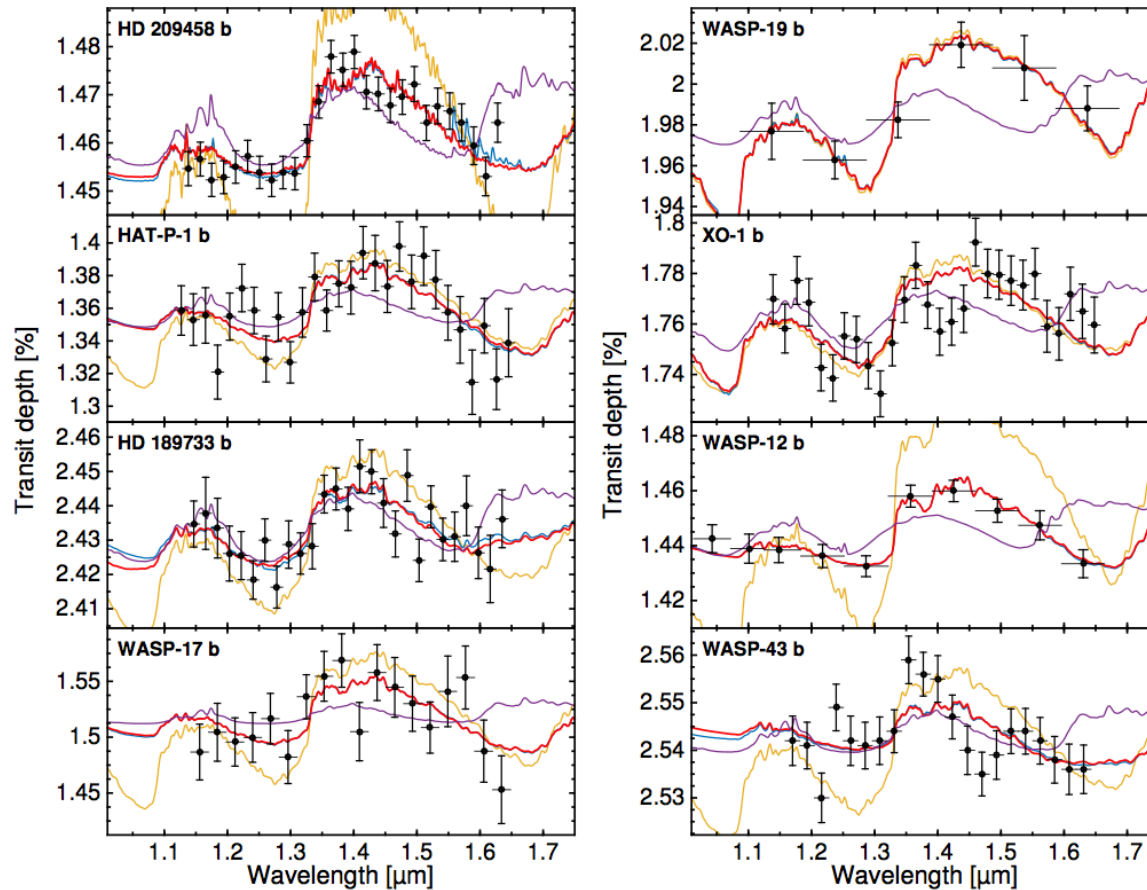 HD 209458 b
1.48
1.47
1.46
1.45
HAT-P-1 b
1.4
1.38
1.36
1.34
1.32
1.3
HD 189733 b
2.46
2.45
2.44
2.43
2.42
2.41
WASP-17 b
1.55
1.5
1.45
1.1 1.2 1.3 1.4 1.5 1.6 1.7
Wavelength [µm]
Transit depth [%]
Transit depth [%]
WASP-19 b
2.02
2
1.98
1.96
1.8
XO-1 b
1.78
1.76
1.74
WASP-12 b
1.48
1.46
1.44
1.42
WASP-43 b
2.56
2.55
2.54
2.53
1.1 1.2 1.3 1.4 1.5 1.6 1.7
Wavelength [µm]
Transit depth [%]
Transit depth [%]